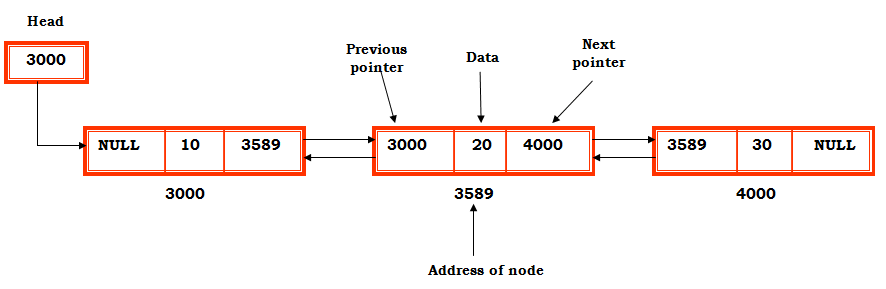 Head
3000
Previous
pointer
Data
Next
pointer
NULL 10 3589
3000 20 4000
3589 30 NULL
3000
3589
4000
Address of node